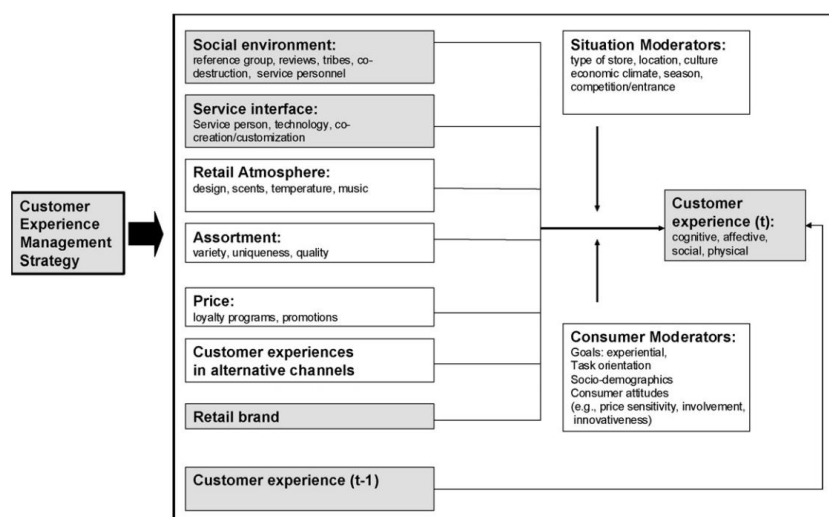 Customer
Experience
Management
Strategy
Social environment:
reference group, reviews, tribes, co-
destruction, service personnel
Service interface:
Service person, technology, co-
creation/customization
Retail Atmosphere:
design, scents, temperature, music
Assortment:
variety, uniqueness, quality
Price:
loyalty programs, promotions
Customer experiences
in alternative channels
Retail brand
Customer experience (t-1)
Situation Moderators:
type of store, location, culture
economic climate, season,
competition/entrance
Customer
experience (t):
cognitive, affective,
social, physical
Consumer Moderators:
Goals: experiential,
Task orientation
Socio-demographics
Consumer attitudes
(e.g., price sensitivity, involvement,
innovativeness)